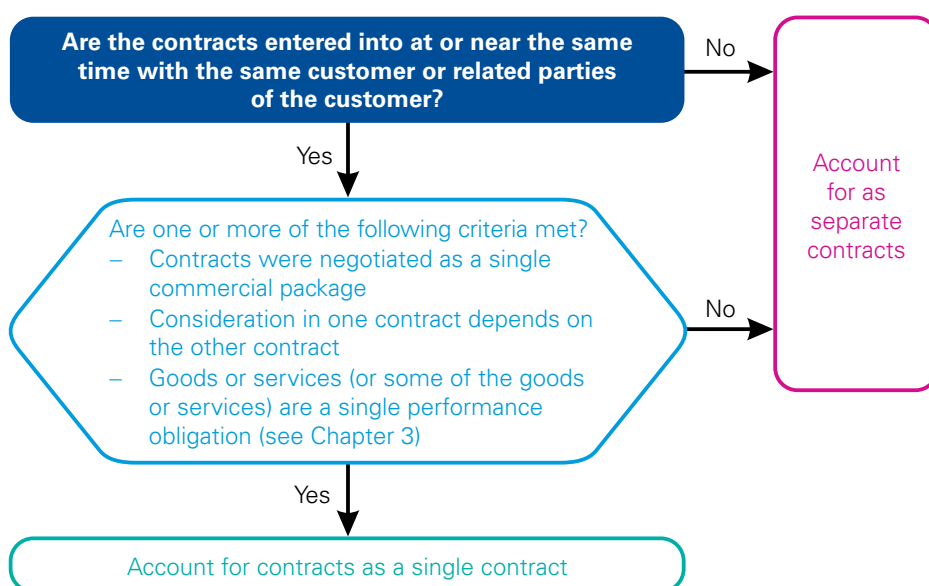 Are the contracts entered into at or near the same
time with the same customer or related parties
of the customer?
No
Yes
Account
for as
separate
contracts
Are one or more of the following criteria met?
– Contracts were negotiated as a single
commercial package
– Consideration in one contract depends on
the other contract
– Goods or services (or some of the goods
or services) are a single performance
obligation (see Chapter 3)
No
Yes
Account for contracts as a single contract